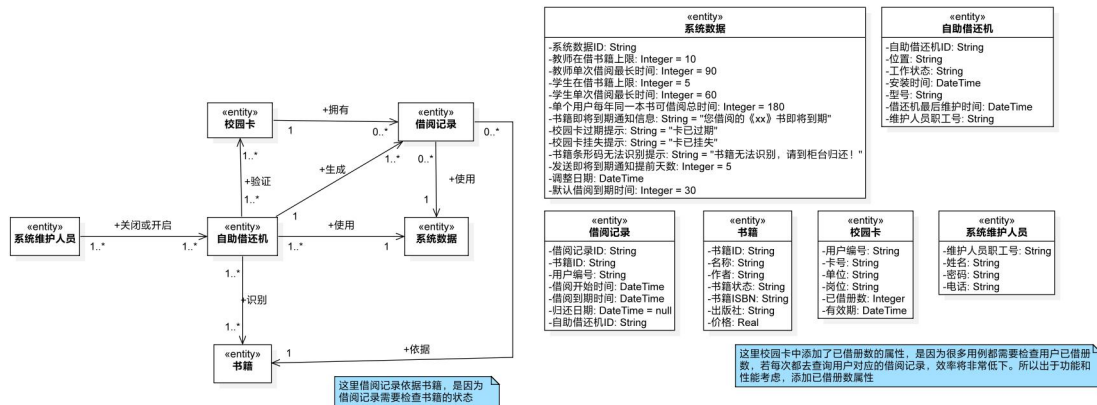 «entity»
校园卡
+拥有
1
0..*
«entity»
借阅记录
0..*
1..*
+验证
1..*
+生成
1
1..*
0..*
+使用
1
«entity»
系统维护人员
+关闭或开启
1..*
1..*
«entity»
自助借还机
+使用
1..*
1
«entity»
系统数据
1..*
+识别
1..*
«entity»
书籍
1
+依据
这里借阅记录依据书籍，是因为
借阅记录需要检查书籍的状态
«entity»
系统数据
-系统数据ID: String
-教师在借书籍上限: Integer = 10
-教师单次借阅最长时间: Integer = 90
-学生在借书籍上限: Integer = 5
-学生单次借阅最长时间: Integer = 60
-单个用户每年同一本书可借阅总时间: Integer = 180
-书籍即将到期通知信息: String = "您借阅的《xx》书即将到期"
-校园卡过期提示: String = "卡已过期"
-校园卡挂失提示: String = "卡已挂失"
-书籍条形码无法识别提示: String = "书籍无法识别，请到柜台归还！"
-发送即将到期通知提前天数: Integer = 5
-调整日期: DateTime
-默认借阅到期时间: Integer = 30
«entity»
自助借还机
-自助借还机ID: String
-位置: String
-工作状态: String
-安装时间: DateTime
-型号: String
-借还机最后维护时间: DateTime
-维护人员职工号: String
«entity»
借阅记录
-借阅记录ID: String
-书籍ID: String
-用户编号: String
-借阅开始时间: DateTime
-借阅到期时间: DateTime
-归还日期: DateTime = null
-自助借还机ID: String
«entity»
书籍
-书籍ID: String
-名称: String
-作者: String
-书籍状态: String
-书籍ISBN: String
-出版社: String
-价格: Real
«entity»
校园卡
-用户编号: String
-卡号: String
-单位: String
-岗位: String
-已借册数: Integer
-有效期: DateTime
«entity»
系统维护人员
-维护人员职工号: String
-姓名: String
-密码: String
-电话: String
这里校园卡中添加了已借册数的属性，是因为很多用例都需要检查用户已借册
数，若每次都去查询用户对应的借阅记录，效率将非常低下。所以出于功能和
性能考虑，添加已借册数属性